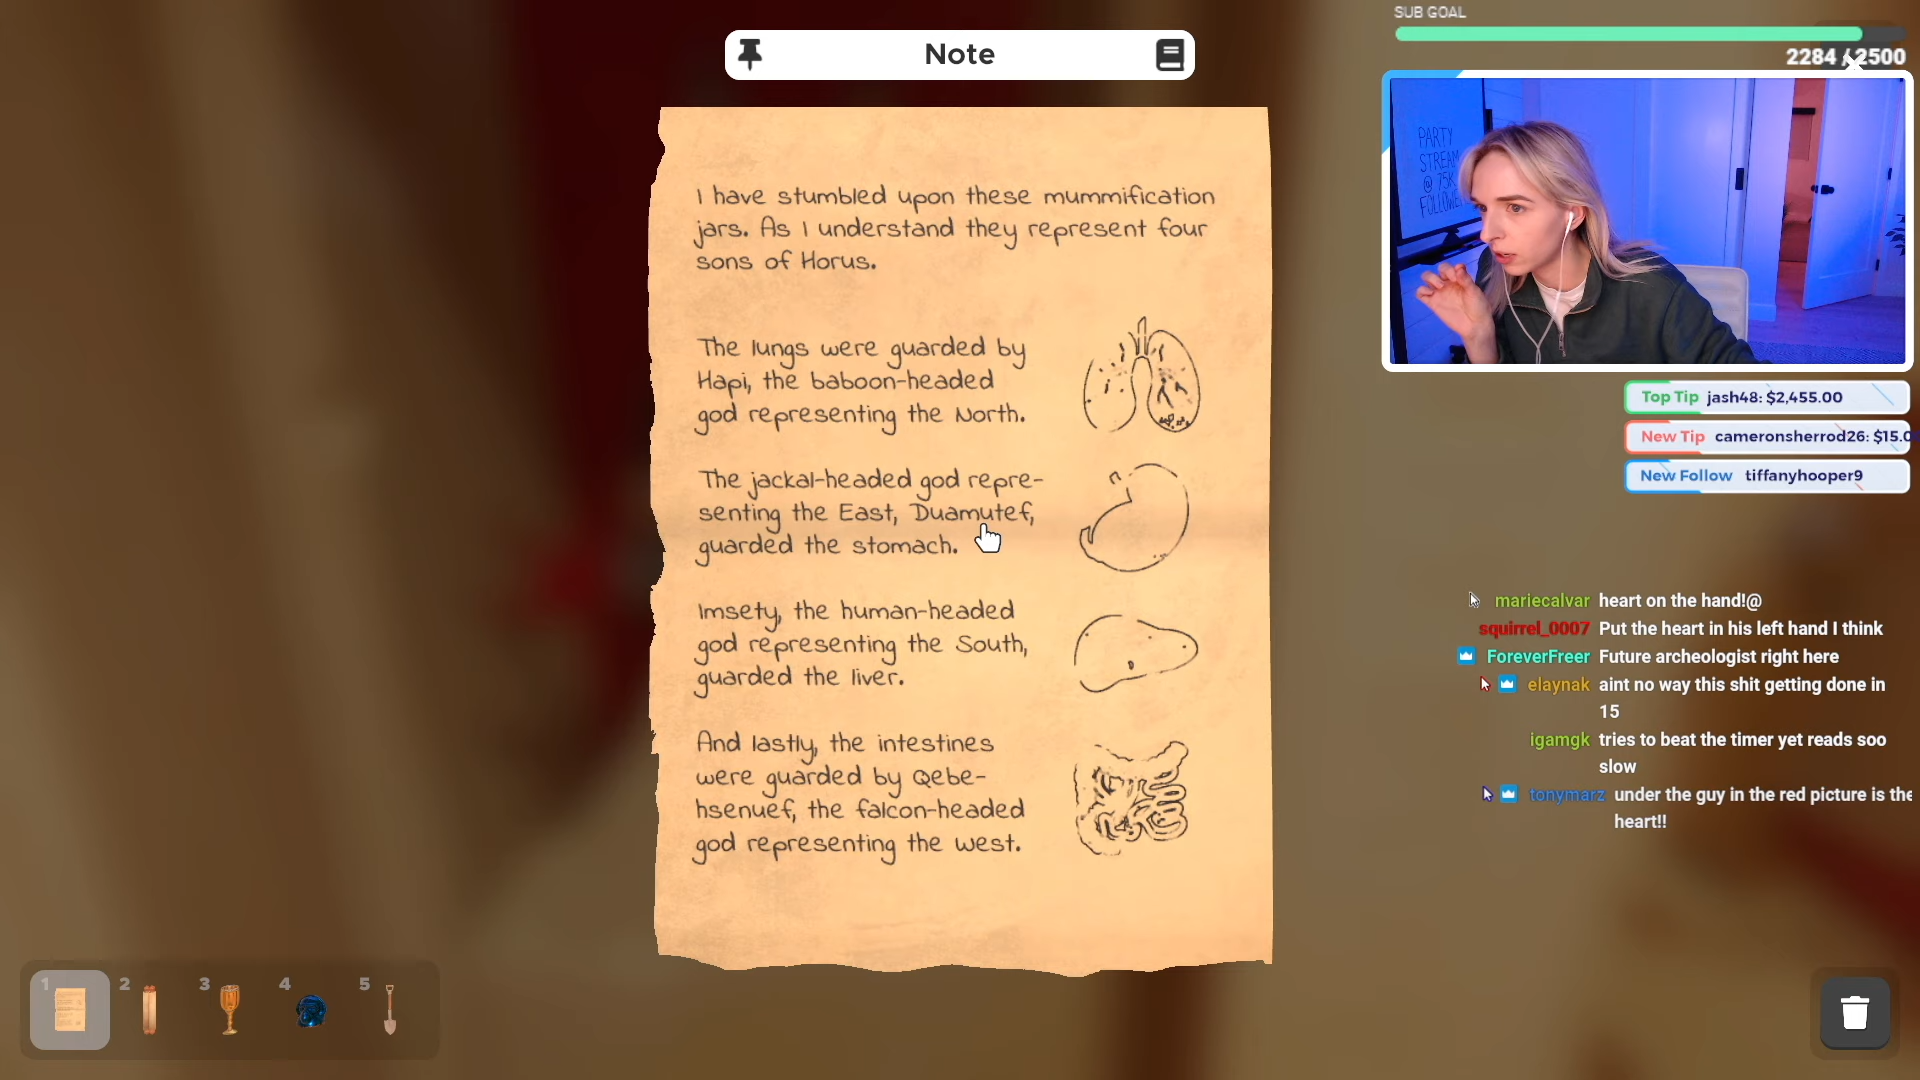 SUB GOAL
2284 / 2500
Note
I have stumbled upon these mummification
jars. As I understand they represent four
sons of Horus.
The lungs were guarded by
Hapi, the baboon-headed
god representing the North.
The jackal-headed god repre-
senting the East, Duamutef,
guarded the stomach.
Imsety, the human-headed
god representing the South,
guarded the liver.
And lastly, the intestines
were guarded by Qebe-
hsenuef, the falcon-headed
god representing the west.
PARTY
STREAM
@ 75K
FOLLOWE
Top Tip jash48: $2,455.00
New Tip cameronsherrod26: $15.0
New Follow tiffanyhooper9
mariecalvar heart on the hand!@
squirrel_0007 Put the heart in his left hand I think
ForeverFreer Future archeologist right here
elaynak aint no way this shit getting done in
15
igamgk tries to beat the timer yet reads soo
slow
tonymarz under the guy in the red picture is the
heart!!
1 2 3 4 5